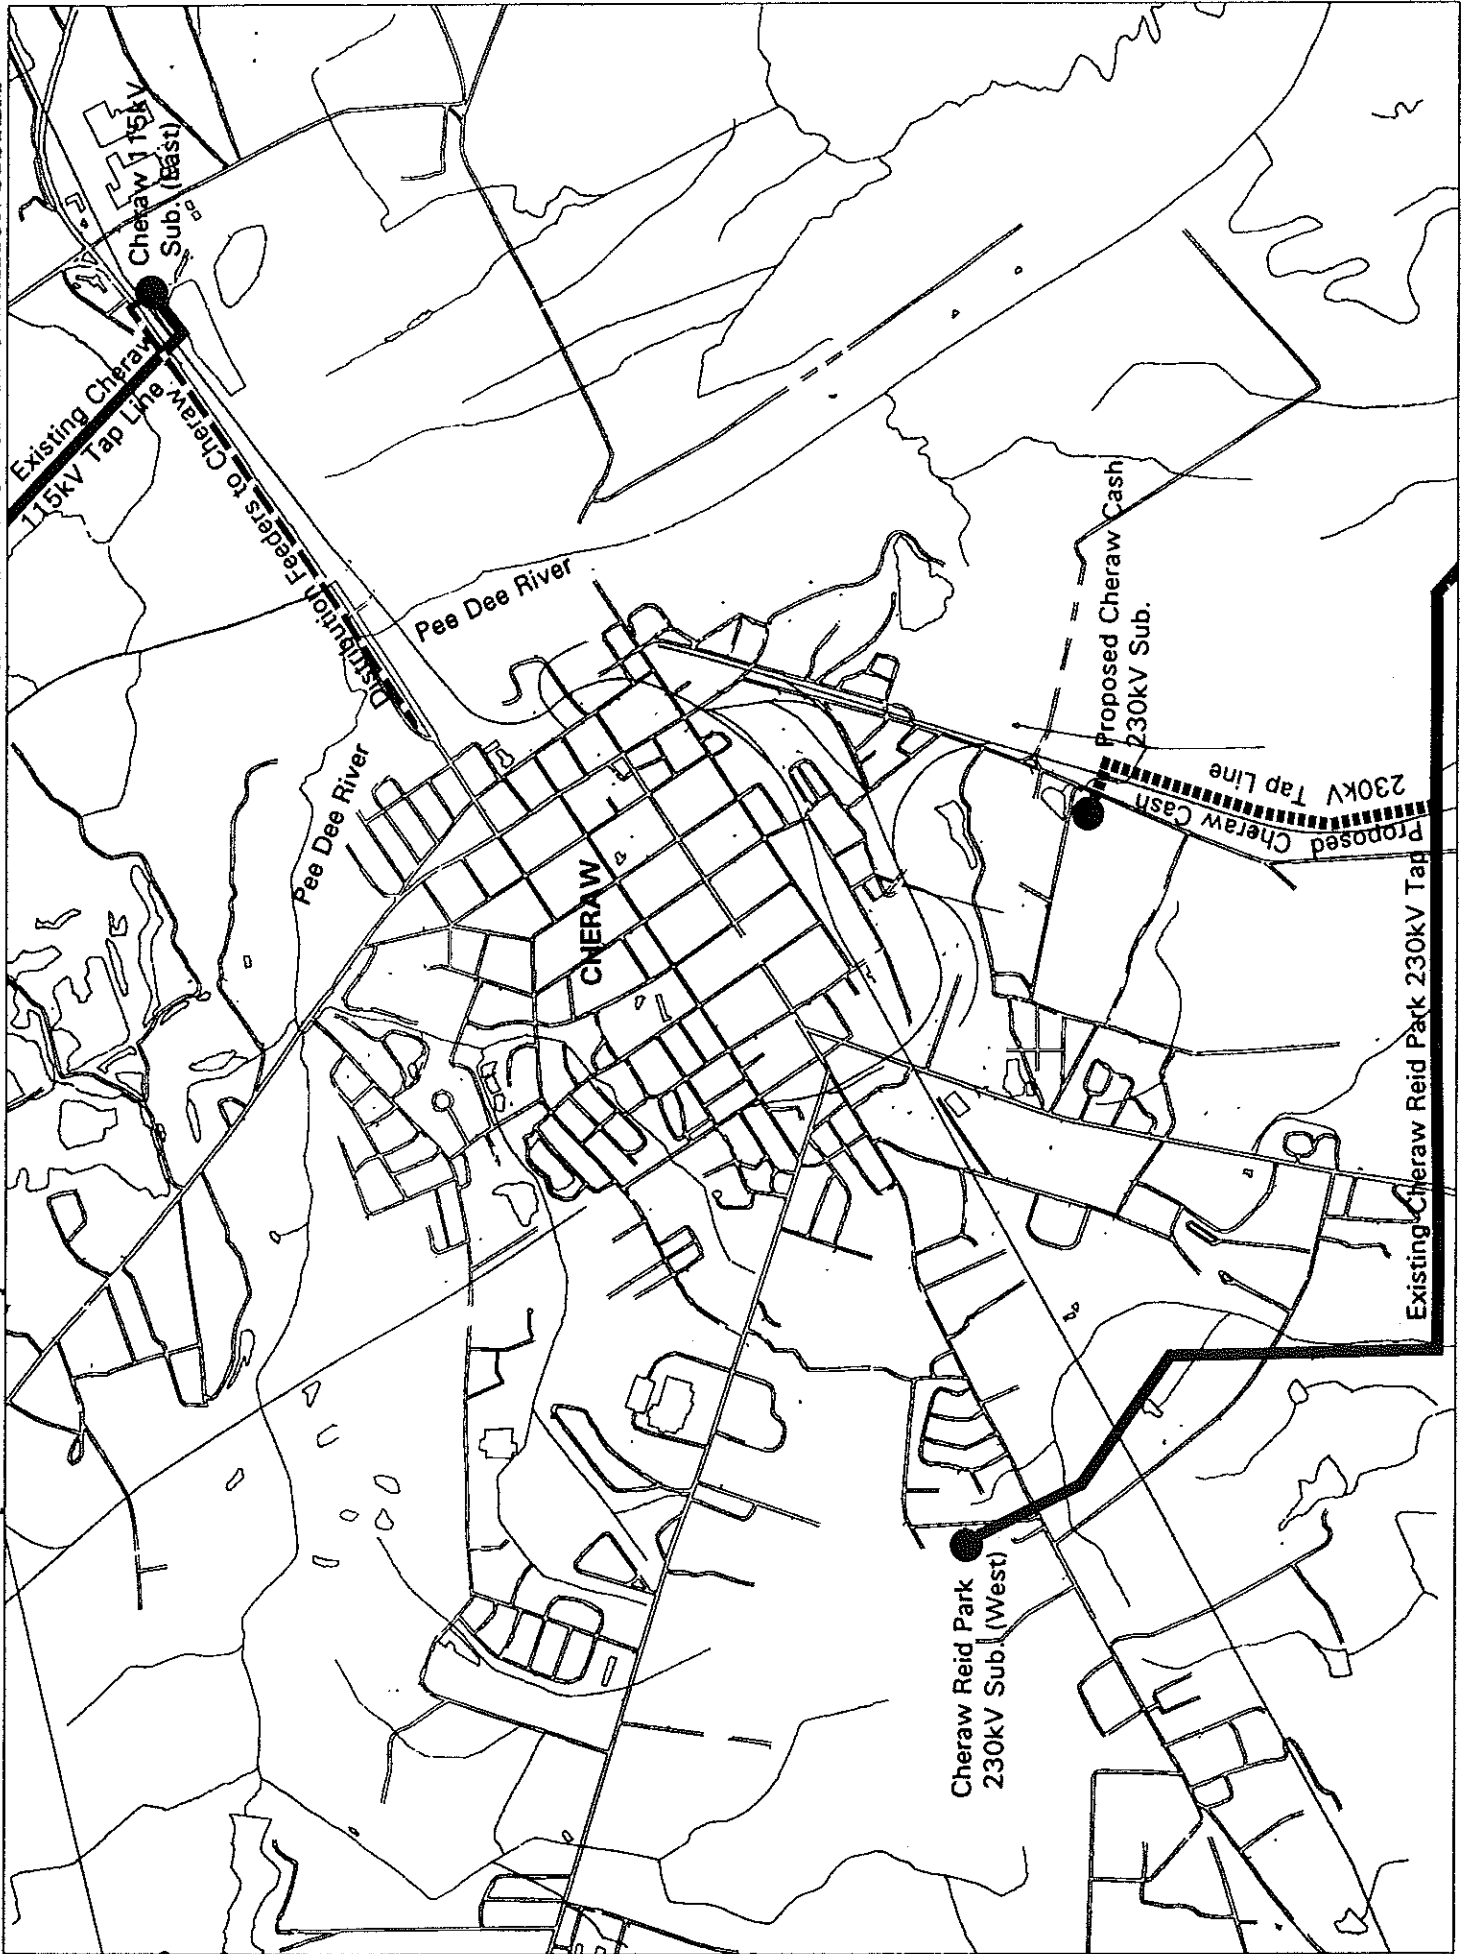 Cheraw 115kV
Sub. (East)
Existing Cheraw
115kV Tap Line
Distribution Feeders to Cheraw
Pee Dee River
Pee Dee River
CHERAW
Proposed Cheraw Cash
230kV Sub.
Proposed Cheraw Cash
230kV Tap Line
Existing Cheraw Reid Park 230kV Tap
Cheraw Reid Park
230kV Sub. (West)